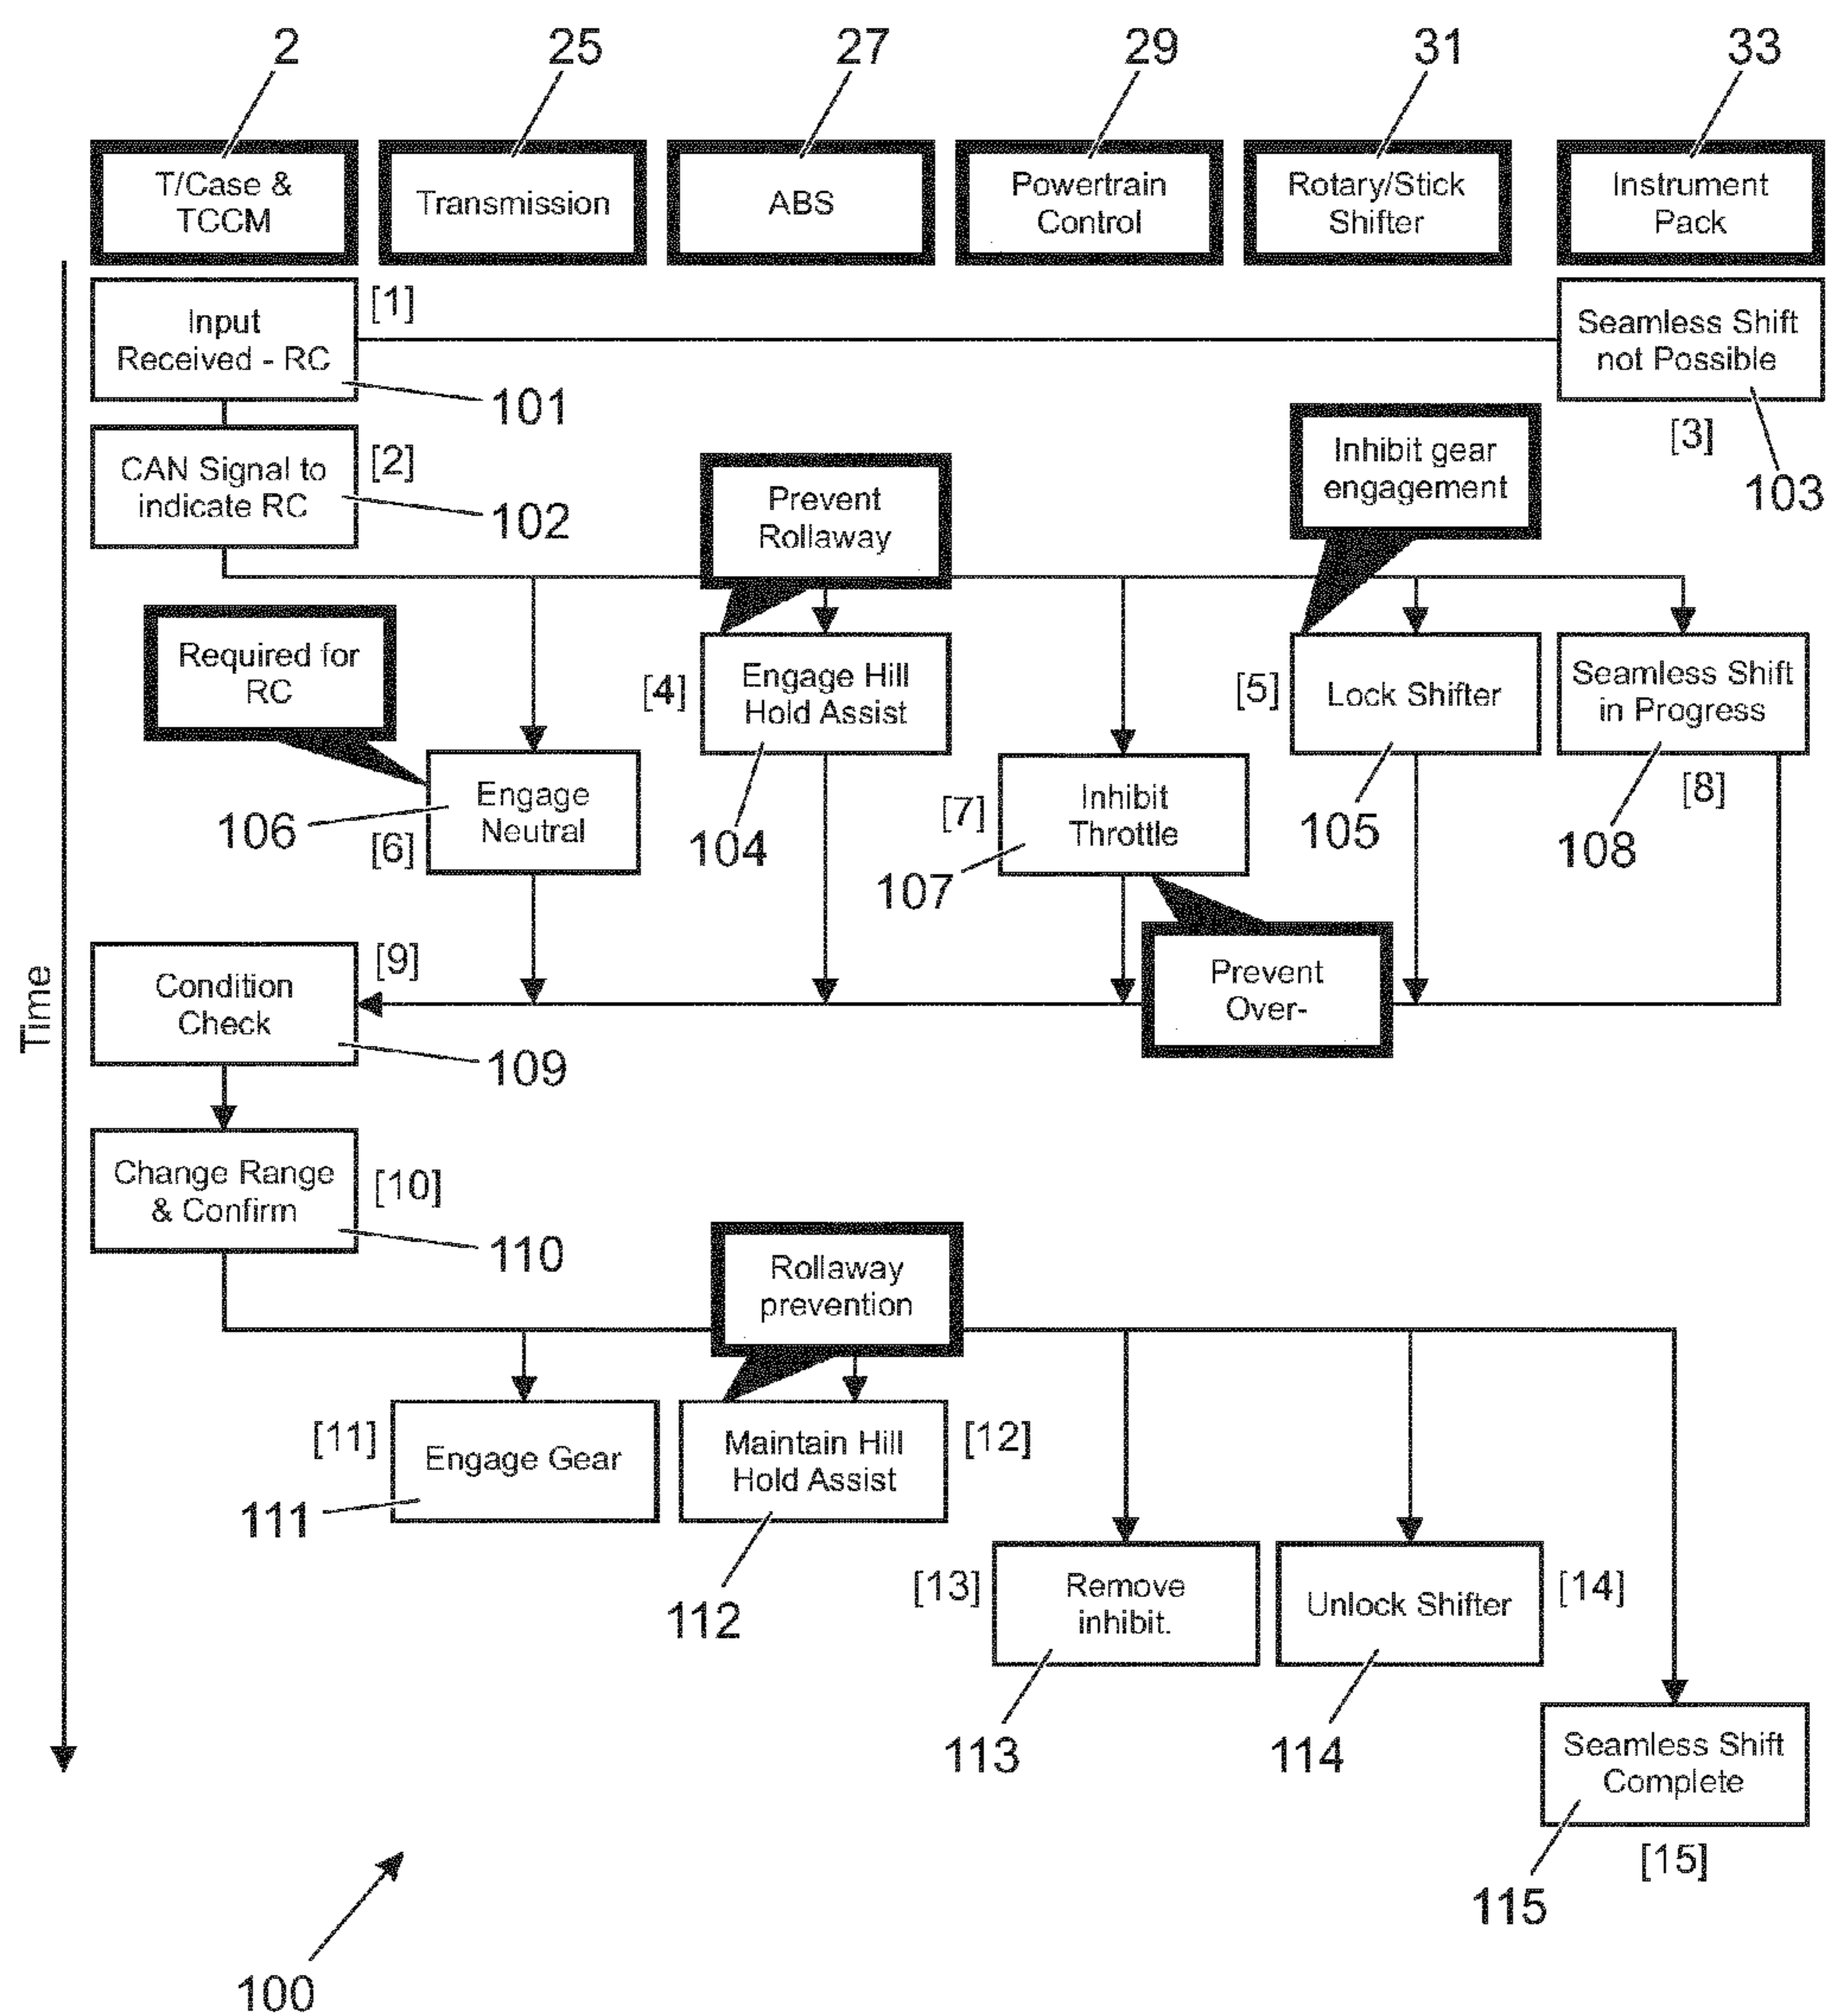 2
25
27
29
31
33
T/Case &
TCCM
Transmission
ABS
Powertrain
Control
Rotary/Stick
Shifter
Instrument
Pack
Input
Received - RC
[1]
101
Seamless Shift
not Possible
[3]
103
CAN Signal to
indicate RC
[2]
102
Prevent
Rollaway
Inhibit gear
engagement
Required for
RC
[4]
Engage Hill
Hold Assist
104
[5]
Lock Shifter
105
Seamless Shift
in Progress
[8]
108
106
[6]
Engage
Neutral
[7]
Inhibit
Throttle
107
Time
Condition
Check
[9]
109
Prevent
Over-
Change Range
& Confirm
[10]
110
Rollaway
prevention
[11]
Engage Gear
111
Maintain Hill
Hold Assist
[12]
112
[13]
Remove
inhibit.
113
Unlock Shifter
[14]
114
Seamless Shift
Complete
[15]
115
100